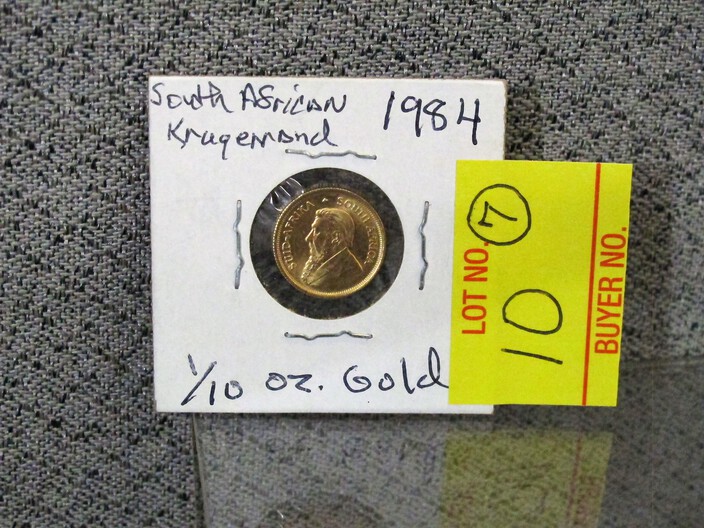 South African 1984
Krugerrand
SUID-AFRIKA • SOUTH AFRICA
1/10 oz. Gold
LOT NO. 7
10
BUYER NO.